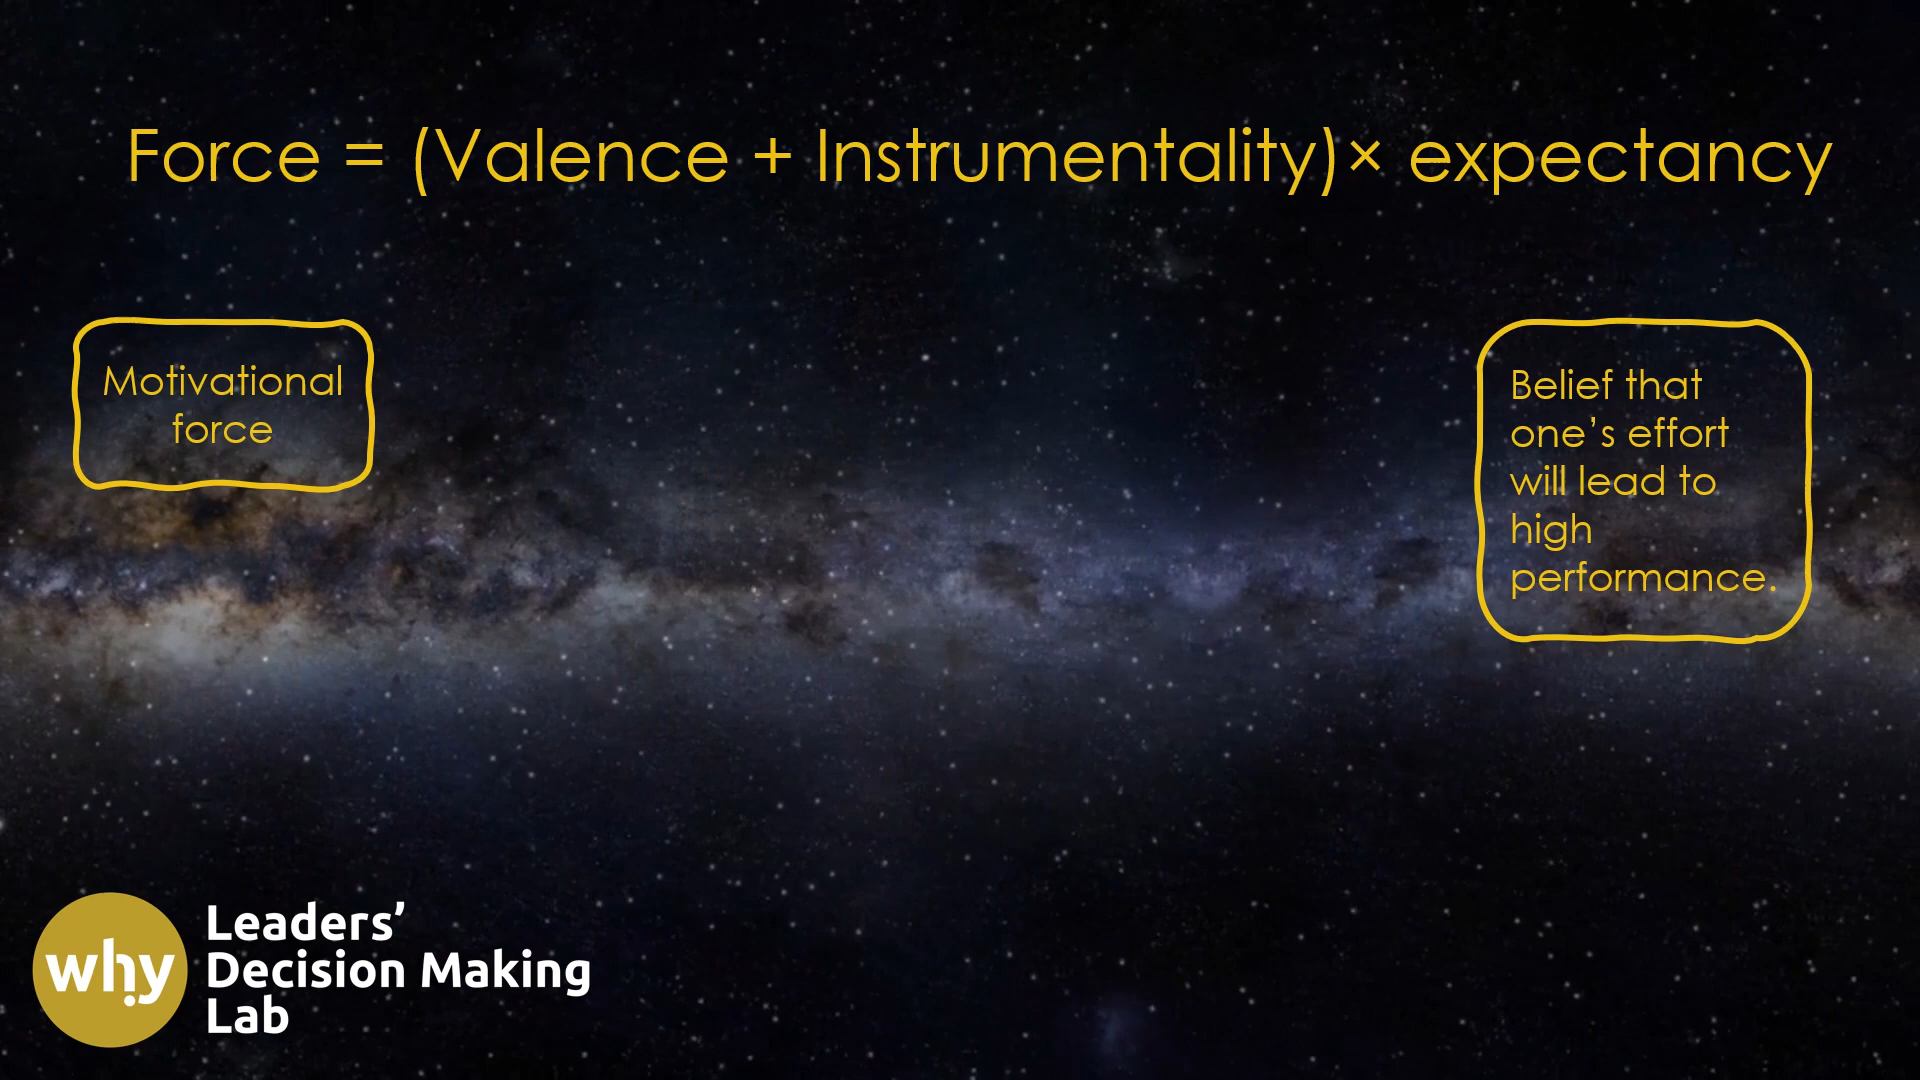 Force = (Valence + Instrumentality)× expectancy
Motivational
force
Belief that
one’s effort
will lead to
high
performance.
why
Leaders’
Decision Making
Lab